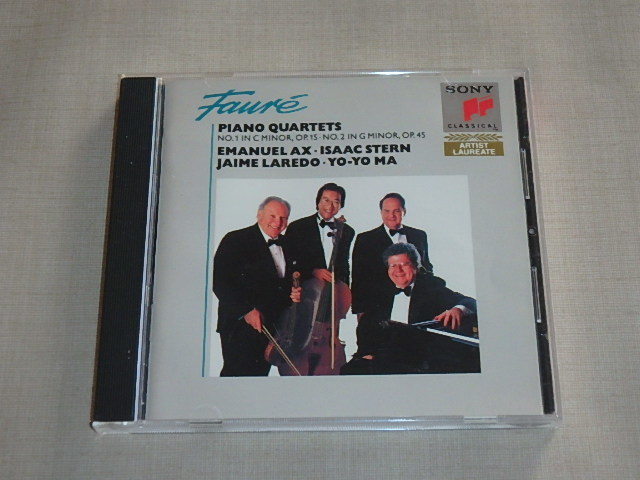 Fauré
PIANO QUARTETS
NO. 1 IN C MINOR, OP. 15 · NO. 2 IN G MINOR, OP. 45
EMANUEL AX · ISAAC STERN
JAIME LAREDO · YO-YO MA
SONY
CLASSICAL
ARTIST
LAUREATE